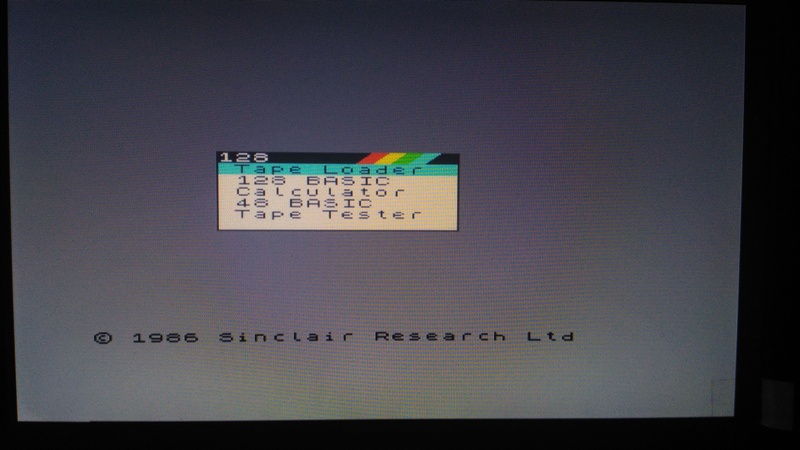 128
Tape Loader
128 BASIC
Calculator
48 BASIC
Tape Tester
© 1986 Sinclair Research Ltd